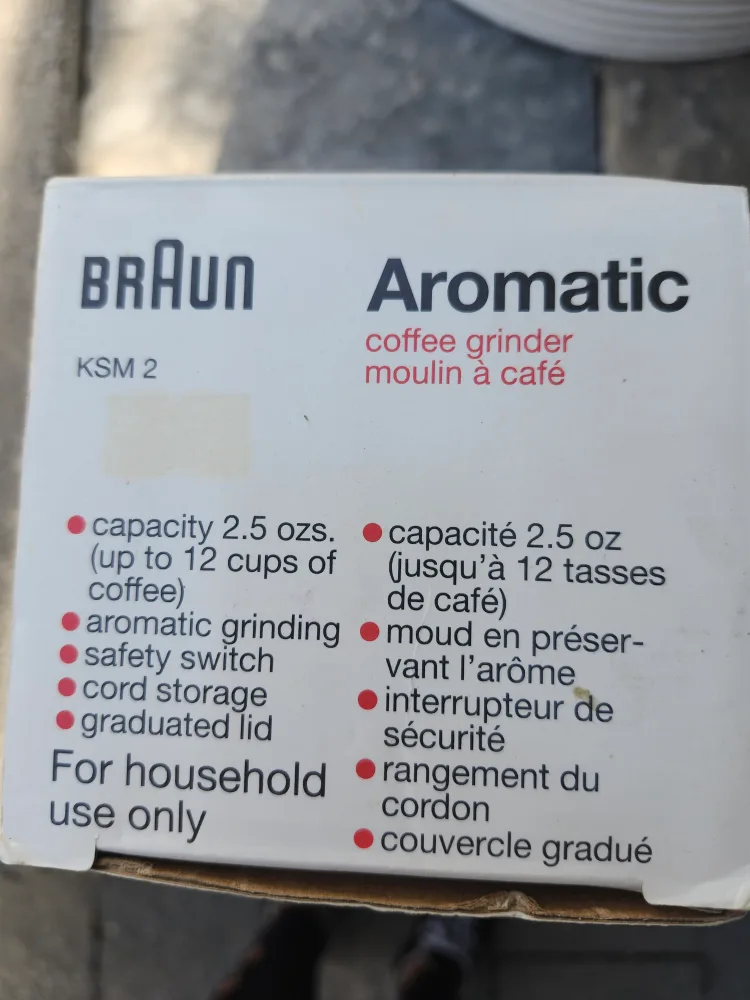 BRAUN
KSM 2
Aromatic
coffee grinder
moulin à café
● capacity 2.5 ozs.
(up to 12 cups of
coffee)
● aromatic grinding
● safety switch
● cord storage
● graduated lid
For household
use only
● capacité 2.5 oz
(jusqu'à 12 tasses
de café)
● moud en préser-
vant l'arôme
● interrupteur de
sécurité
● rangement du
cordon
● couvercle gradué